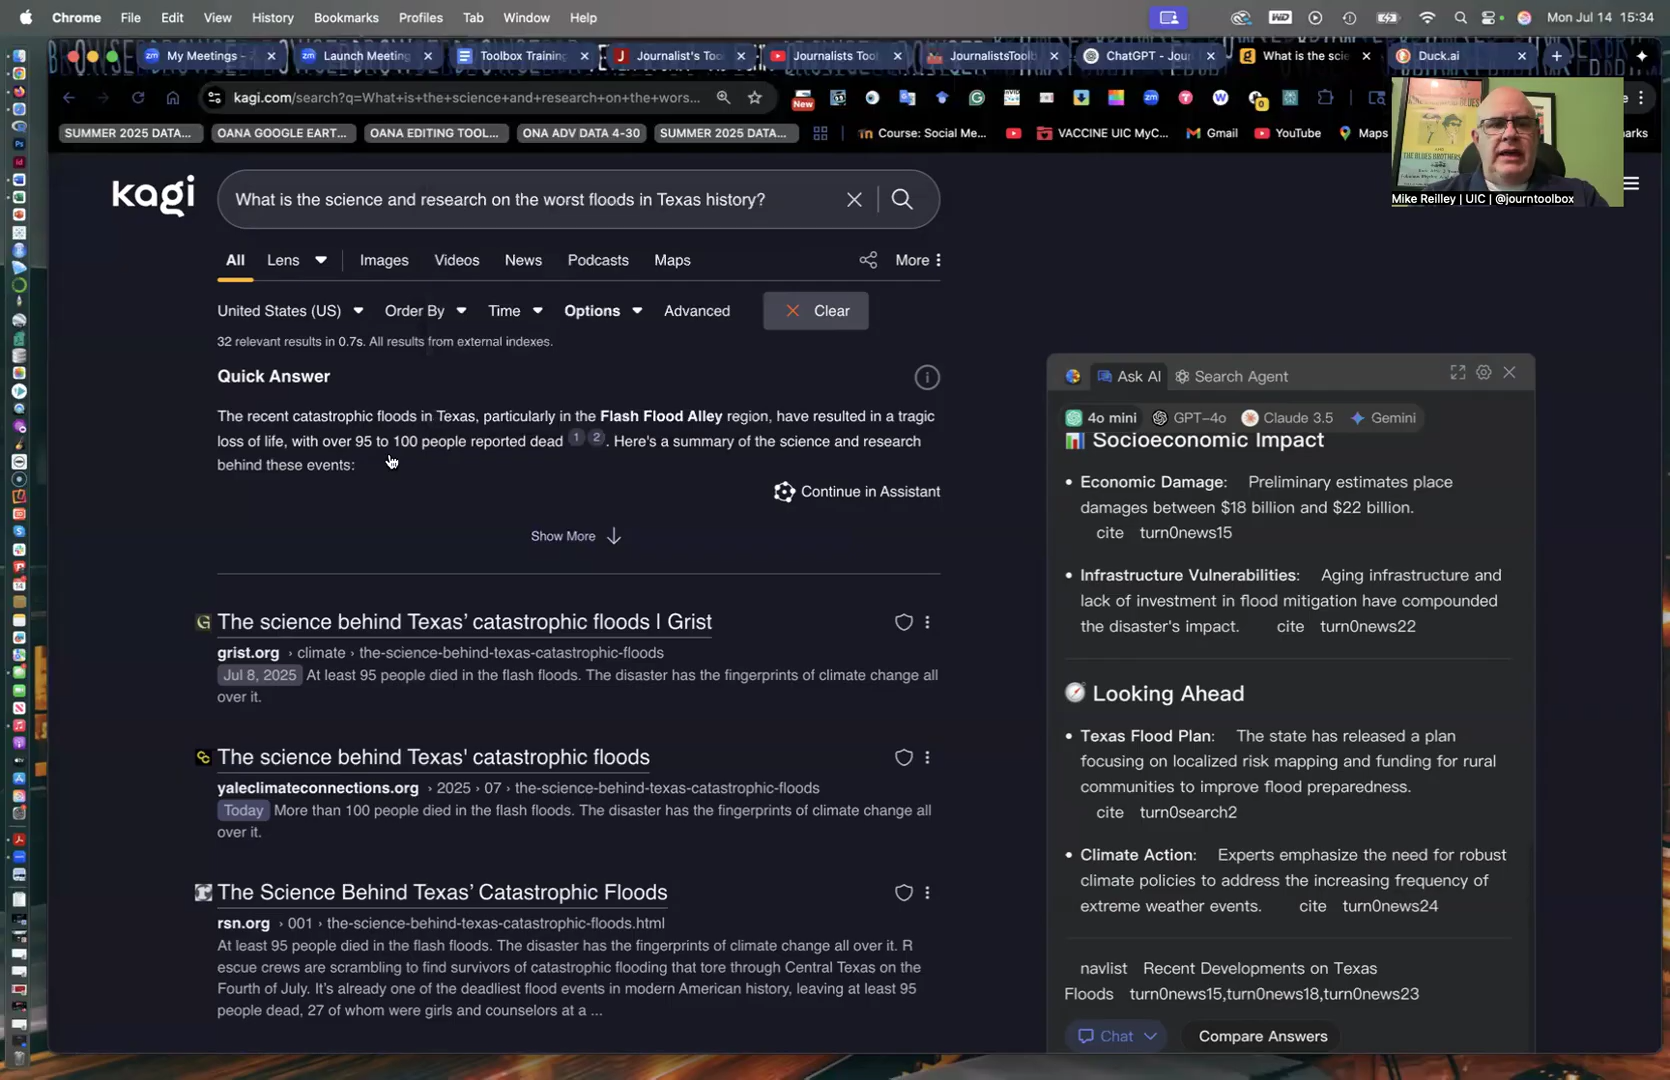 Chrome File Edit View History Bookmarks Profiles Tab Window Help
Mon Jul 14 15:34
My Meetings - Z
Launch Meeting
Toolbox Training
Journalist's Too
Journalists Tool
JournalistsToolb
ChatGPT - Jour
What is the scie
Duck.ai
kagi.com/search?q=What+is+the+science+and+research+on+the+wors...
New
SUMMER 2025 DATA...
OANA GOOGLE EART...
OANA EDITING TOOL...
ONA ADV DATA 4-30
SUMMER 2025 DATA...
Course: Social Me...
VACCINE UIC MyC...
Gmail
YouTube
Maps
THE BLUES BROTHERS
Mike Reilley | UIC | @journtoolbox
kagi
What is the science and research on the worst floods in Texas history?
All Lens Images Videos News Podcasts Maps More
United States (US) Order By Time Options Advanced Clear
32 relevant results in 0.7s. All results from external indexes.
Quick Answer
The recent catastrophic floods in Texas, particularly in the Flash Flood Alley region, have resulted in a tragic
loss of life, with over 95 to 100 people reported dead 1 2 . Here's a summary of the science and research
behind these events:
Continue in Assistant
Show More
The science behind Texas' catastrophic floods | Grist
grist.org › climate › the-science-behind-texas-catastrophic-floods
Jul 8, 2025 At least 95 people died in the flash floods. The disaster has the fingerprints of climate change all
over it.
The science behind Texas' catastrophic floods
yaleclimateconnections.org › 2025 › 07 › the-science-behind-texas-catastrophic-floods
Today More than 100 people died in the flash floods. The disaster has the fingerprints of climate change all
over it.
The Science Behind Texas' Catastrophic Floods
rsn.org › 001 › the-science-behind-texas-catastrophic-floods.html
At least 95 people died in the flash floods. The disaster has the fingerprints of climate change all over it. R
escue crews are scrambling to find survivors of catastrophic flooding that tore through Central Texas on the
Fourth of July. It's already one of the deadliest flood events in modern American history, leaving at least 95
people dead, 27 of whom were girls and counselors at a ...
Ask AI Search Agent
4o mini GPT-4o Claude 3.5 Gemini
Socioeconomic Impact
• Economic Damage: Preliminary estimates place
damages between $18 billion and $22 billion.
cite turn0news15
• Infrastructure Vulnerabilities: Aging infrastructure and
lack of investment in flood mitigation have compounded
the disaster's impact. cite turn0news22
Looking Ahead
• Texas Flood Plan: The state has released a plan
focusing on localized risk mapping and funding for rural
communities to improve flood preparedness.
cite turn0search2
• Climate Action: Experts emphasize the need for robust
climate policies to address the increasing frequency of
extreme weather events. cite turn0news24
navlist Recent Developments on Texas
Floods turn0news15,turn0news18,turn0news23
Chat Compare Answers